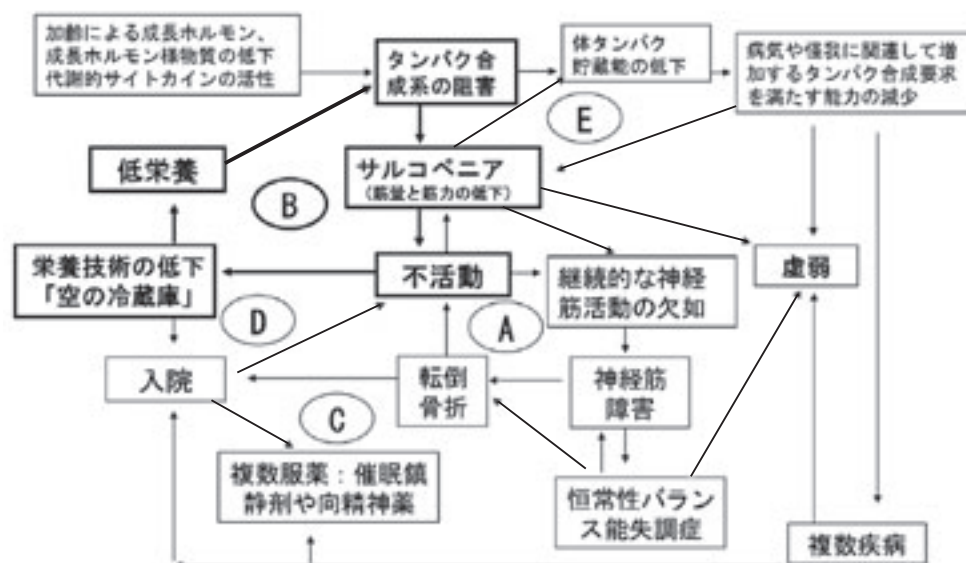 加齢による成長ホルモン、
成長ホルモン様物質の低下
代謝的サイトカインの活性
タンパク合
成系の阻害
体タンパク
貯蔵能の低下
病気や怪我に関連して増
加するタンパク合成要求
を満たす能力の減少
E
低栄養
サルコペニア
(筋量と筋力の低下)
B
栄養技術の低下
「空の冷蔵庫」
不活動
継続的な神経
筋活動の欠如
虚弱
D
A
入院
転倒
骨折
神経筋
障害
C
複数服薬：催眠鎮
静剤や向精神薬
恒常性バラン
ス能失調症
複数疾病